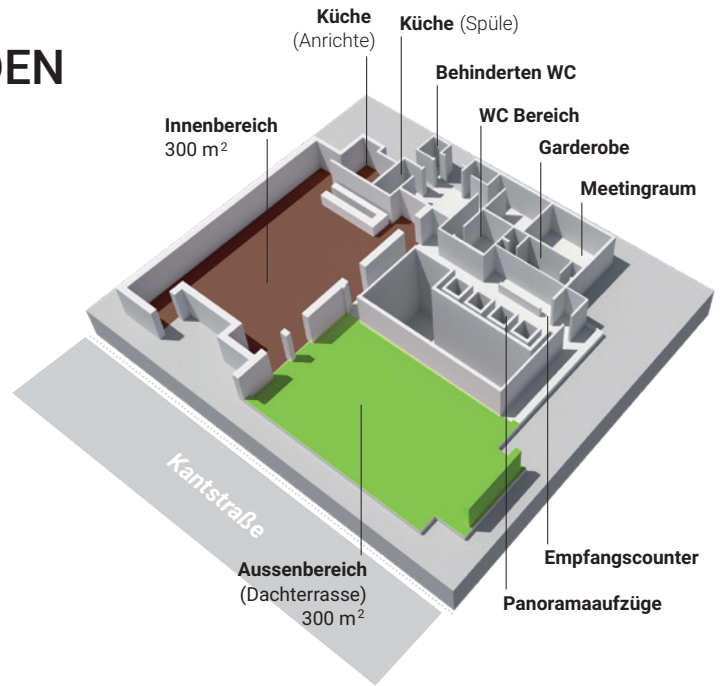 DEN
Küche
(Anrichte)
Küche (Spüle)
Behinderten WC
WC Bereich
Innenbereich
300 m²
Garderobe
Meetingraum
Kantstraße
Aussenbereich
(Dachterrasse)
300 m²
Empfangscounter
Panoramaaufzüge